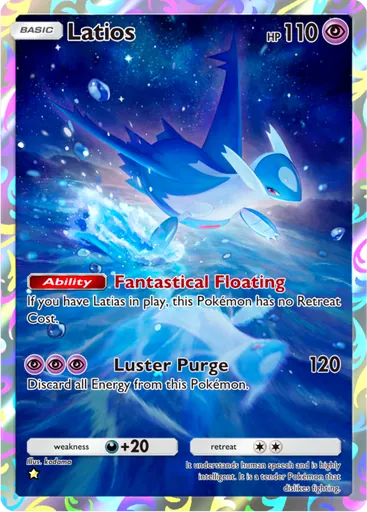 BASIC Latios HP 110
Ability Fantastical Floating
If you have Latias in play, this Pokémon has no Retreat
Cost.
Luster Purge 120
Discard all Energy from this Pokémon.
weakness +20 retreat
Illus. kodama
It understands human speech and is highly
intelligent. It is a tender Pokémon that
dislikes fighting.